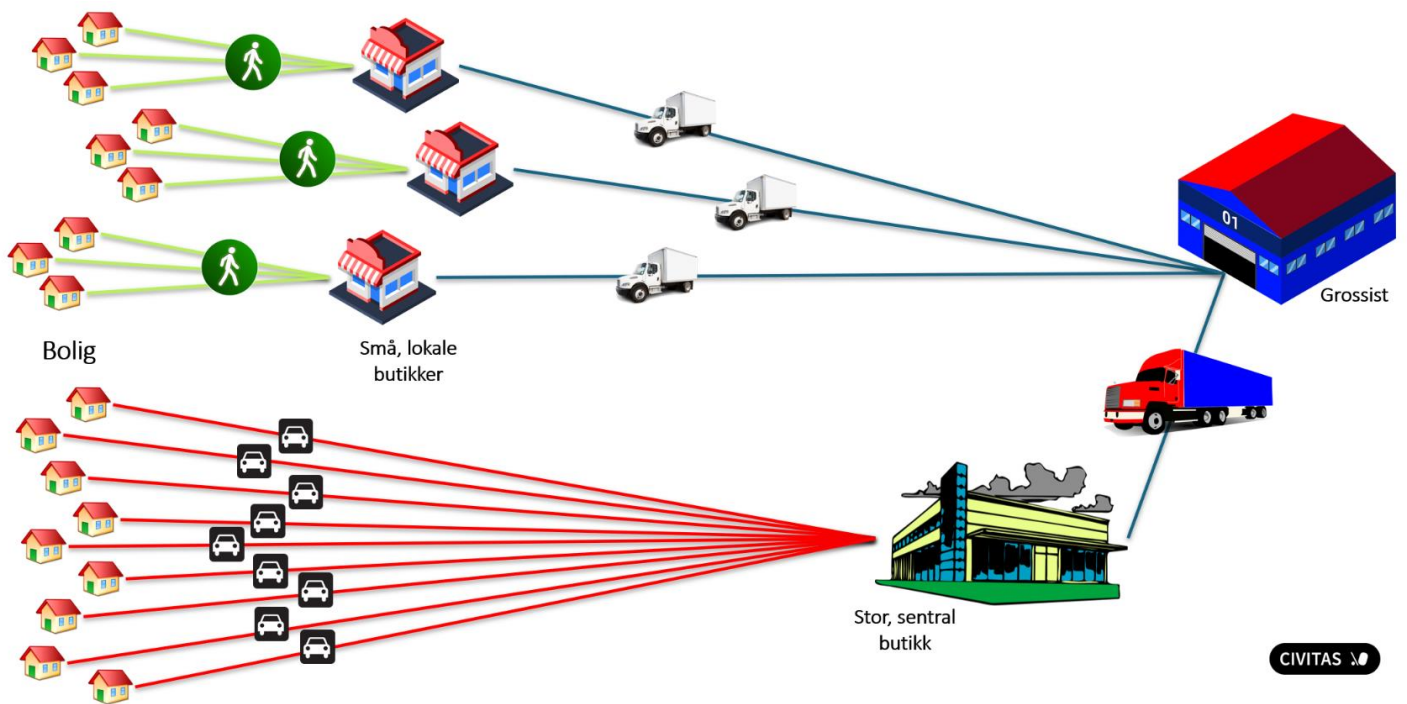 01
Grossist
Bolig
Små, lokale
butikker
Stor, sentral
butikk
CIVITAS